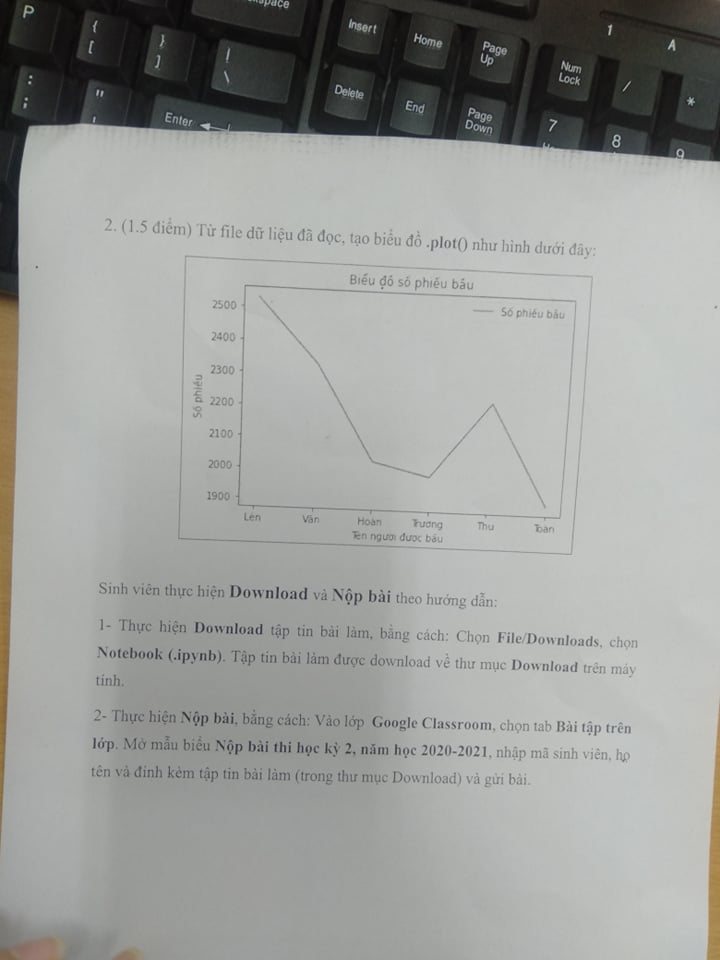 P
{
[
}
]
|
\
Insert
Home
Page
Up
Num
Lock
/
*
1
A
:
;
"
Enter
Delete
End
Page
Down
7
8
9
2. (1.5 điểm) Từ file dữ liệu đã đọc, tạo biểu đồ .plot() như hình dưới đây:
Biểu đồ số phiếu bầu
Số phiếu bầu
Số phiếu
2500
2400
2300
2200
2100
2000
1900
Lên Vân Hoàn Trương Thu Toàn
Tên người được bầu
Sinh viên thực hiện Download và Nộp bài theo hướng dẫn:
1- Thực hiện Download tập tin bài làm, bằng cách: Chọn File/Downloads, chọn
Notebook (.ipynb). Tập tin bài làm được download về thư mục Download trên máy
tính.
2- Thực hiện Nộp bài, bằng cách: Vào lớp Google Classroom, chọn tab Bài tập trên
lớp. Mở mẫu biểu Nộp bài thi học kỳ 2, năm học 2020-2021, nhập mã sinh viên, họ
tên và đính kèm tập tin bài làm (trong thư mục Download) và gửi bài.